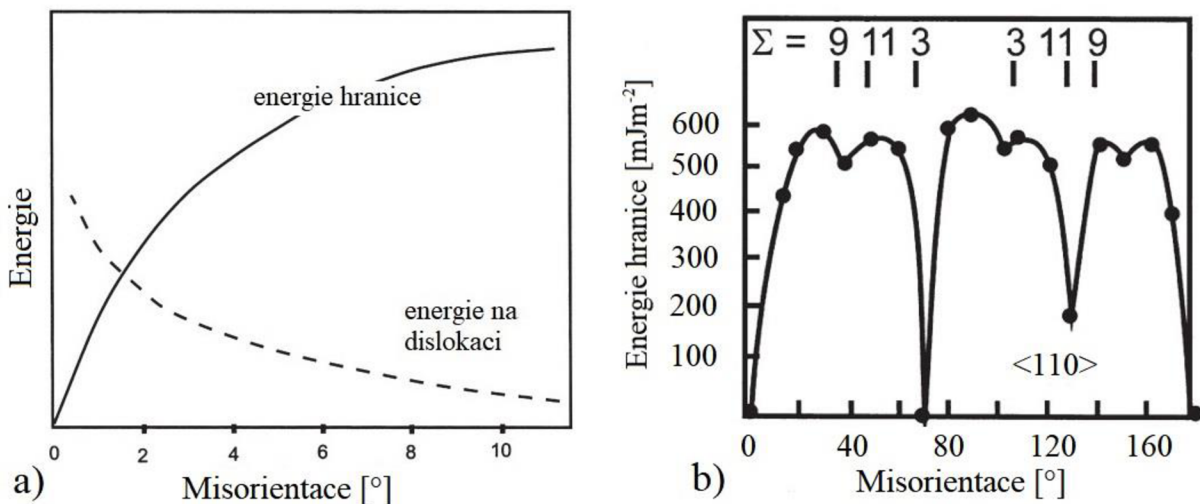 energie hranice
Energie
energie na
dislokaci
0 2 4 6 8 10
a) Misorientace [°]
Σ = 9 11 3 3 11 9
Energie hranice [mJm⁻²]
600
500
400
300
200
100
<110>
0 40 80 120 160
b) Misorientace [°]